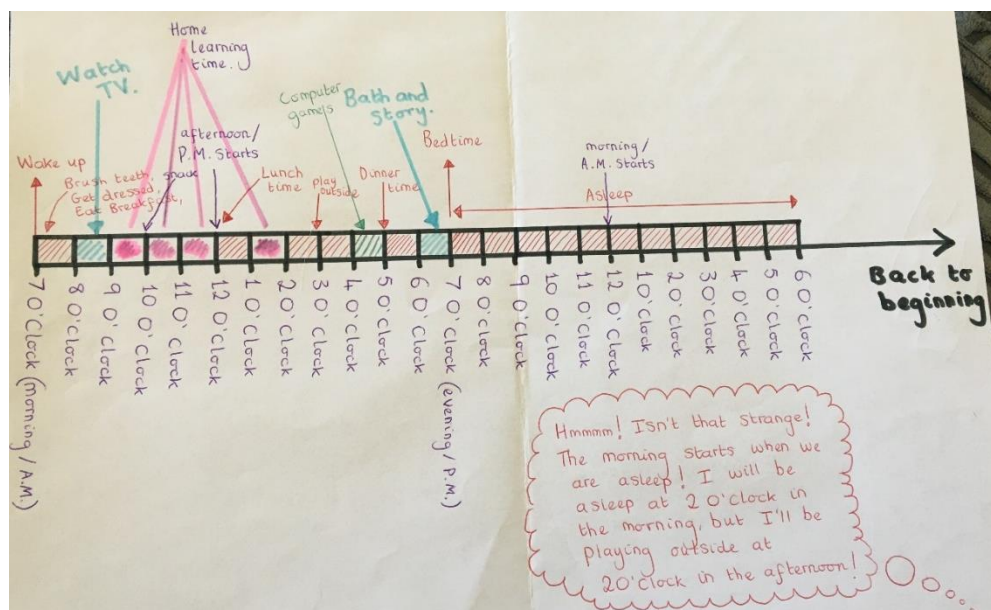 Home
learning
time.
Watch
TV.
Computer
games
Bath and
story.
afternoon/
P.M. Starts
morning/
A.M. Starts
Bedtime
Wake up
Brush teeth, snack
Get dressed,
Eat Breakfast,
Lunch
time
play
outside
Dinner
time
Asleep
7 O'Clock (morning / A.M.)
8 O'Clock
9 O'Clock
10 O'Clock
11 O'Clock
12 O'Clock
1 O'Clock
2 O'Clock
3 O'Clock
4 O'Clock
5 O'Clock
6 O'Clock
7 O'Clock (evening / P.M.)
8 O'Clock
9 O'Clock
10 O'Clock
11 O'Clock
12 O'Clock
1 O'Clock
2 O'Clock
3 O'Clock
4 O'Clock
5 O'Clock
6 O'Clock
Back to
beginning
Hmmmm! Isn't that strange!
The morning starts when we
are asleep! I will be
asleep at 2 O'Clock in
the morning, but I'll be
playing outside at
2 O'Clock in the afternoon!